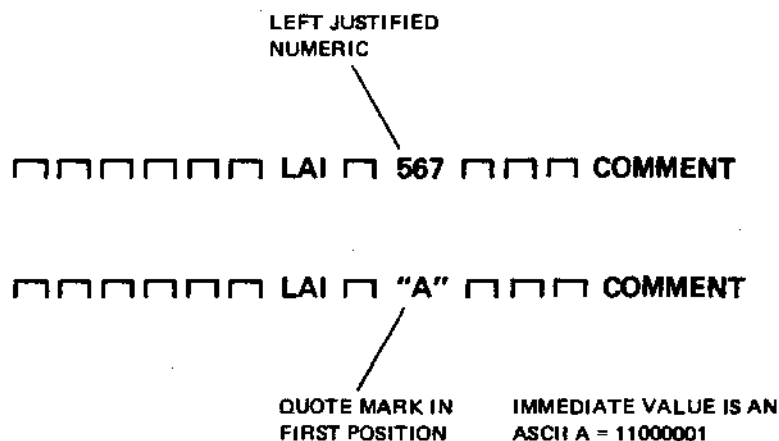 LEFT JUSTIFIED
NUMERIC
LAI 567 COMMENT
LAI "A" COMMENT
QUOTE MARK IN
FIRST POSITION
IMMEDIATE VALUE IS AN
ASCII A = 11000001